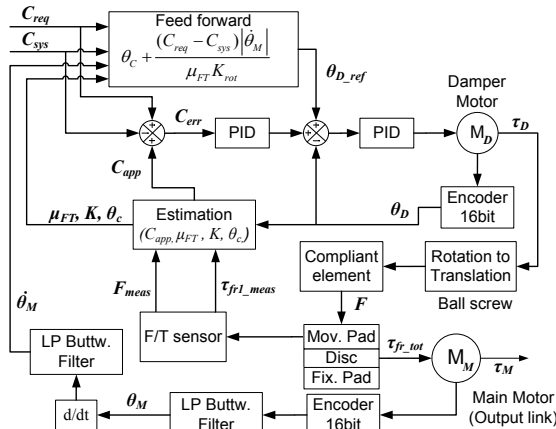 C_req
C_sys
Feed forward
θ_C + (C_req − C_sys)|θ̇_M| / μ_FT K_rot
θ_D_ref
Damper
Motor
C_err
PID
PID
M_D
τ_D
C_app
μ_FT, K, θ_c
Estimation
(C_app, μ_FT, K, θ_c)
θ_D
Encoder
16bit
Compliant
element
Rotation to
Translation
Ball screw
F_meas
τ_fr1_meas
F
θ̇_M
F/T sensor
Mov. Pad
Disc
Fix. Pad
τ_fr_tot
M_M
τ_M
LP Buttw.
Filter
Main Motor
(Output link)
d/dt
θ_M
LP Buttw.
Filter
Encoder
16bit